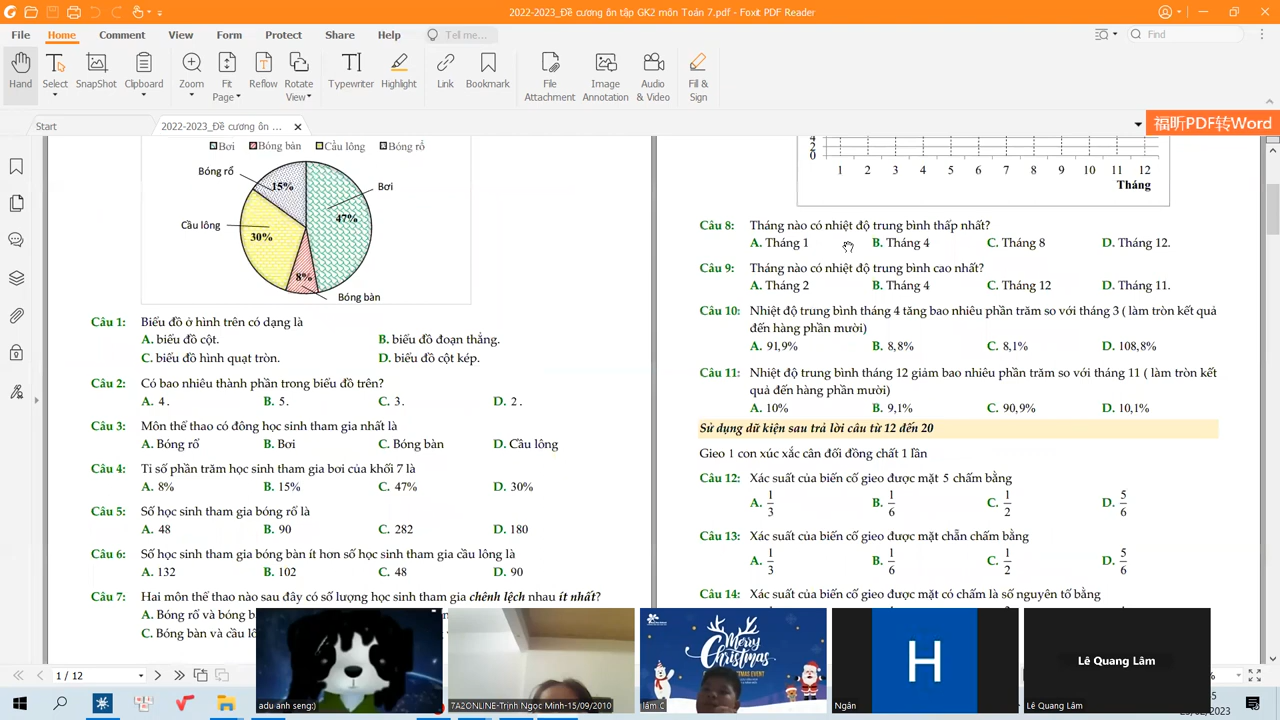 2022-2023_Đề cương ôn tập GK2 môn Toán 7.pdf - Foxit PDF Reader
File Home Comment View Form Protect Share Help Tell me... Find
Hand Select SnapShot Clipboard Zoom Fit Page Reflow Rotate View Typewriter Highlight Link Bookmark File Attachment Image Annotation Audio & Video Fill & Sign
Start 2022-2023_Đề cương ôn ... 福昕PDF转Word
Bơi Bóng bàn Cầu lông Bóng rổ
Bóng rổ
15%
Bơi
47%
Cầu lông
30%
8%
Bóng bàn
Câu 1: Biểu đồ ở hình trên có dạng là
A. biểu đồ cột. B. biểu đồ đoạn thẳng.
C. biểu đồ hình quạt tròn. D. biểu đồ cột kép.
Câu 2: Có bao nhiêu thành phần trong biểu đồ trên?
A. 4. B. 5. C. 3. D. 2.
Câu 3: Môn thể thao có đông học sinh tham gia nhất là
A. Bóng rổ B. Bơi C. Bóng bàn D. Cầu lông
Câu 4: Tỉ số phần trăm học sinh tham gia bơi của khối 7 là
A. 8% B. 15% C. 47% D. 30%
Câu 5: Số học sinh tham gia bóng rổ là
A. 48 B. 90 C. 282 D. 180
Câu 6: Số học sinh tham gia bóng bàn ít hơn số học sinh tham gia cầu lông là
A. 132 B. 102 C. 48 D. 90
Câu 7: Hai môn thể thao nào sau đây có số lượng học sinh tham gia chênh lệch nhau ít nhất?
A. Bóng rổ và bóng b
C. Bóng bàn và cầu lô
4
2
0
1 2 3 4 5 6 7 8 9 10 11 12
Tháng
Câu 8: Tháng nào có nhiệt độ trung bình thấp nhất?
A. Tháng 1 B. Tháng 4 C. Tháng 8 D. Tháng 12.
Câu 9: Tháng nào có nhiệt độ trung bình cao nhất?
A. Tháng 2 B. Tháng 4 C. Tháng 12 D. Tháng 11.
Câu 10: Nhiệt độ trung bình tháng 4 tăng bao nhiêu phần trăm so với tháng 3 ( làm tròn kết quả
đến hàng phần mười)
A. 91,9% B. 8,8% C. 8,1% D. 108,8%
Câu 11: Nhiệt độ trung bình tháng 12 giảm bao nhiêu phần trăm so với tháng 11 ( làm tròn kết
quả đến hàng phần mười)
A. 10% B. 9,1% C. 90,9% D. 10,1%
Sử dụng dữ kiện sau trả lời câu từ 12 đến 20
Gieo 1 con xúc xắc cân đối đồng chất 1 lần
Câu 12: Xác suất của biến cố gieo được mặt 5 chấm bằng
A. 1/3 B. 1/6 C. 1/2 D. 5/6
Câu 13: Xác suất của biến cố gieo được mặt chẵn chấm bằng
A. 1/3 B. 1/6 C. 1/2 D. 5/6
Câu 14: Xác suất của biến cố gieo được mặt có chấm là số nguyên tố bằng
1 / 12
adu anh seng:)
7A2ONLINE-Trịnh Ngọc Minh-15/09/2010
Merry Christmas
H
Ngân
Lê Quang Lâm
Lê Quang Lâm